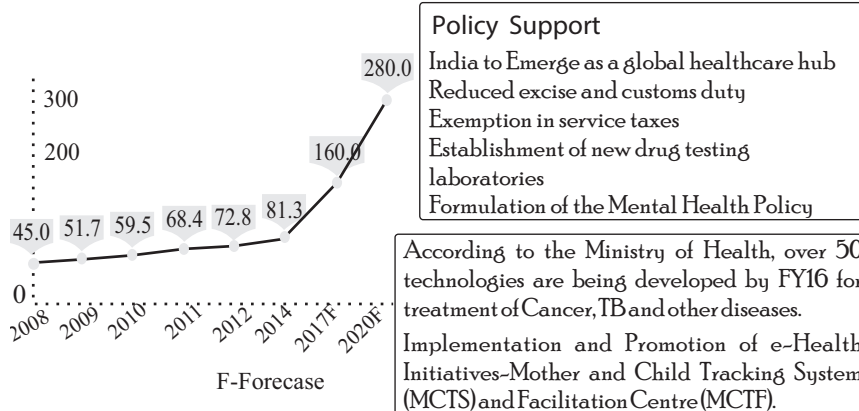 300
200
0
45.0
51.7
59.5
68.4
72.8
81.3
160.0
280.0
2008
2009
2010
2011
2012
2014
2017F
2020F
F-Forecase
Policy Support
India to Emerge as a global healthcare hub
Reduced excise and customs duty
Exemption in service taxes
Establishment of new drug testing
laboratories
Formulation of the Mental Health Policy
According to the Ministry of Health, over 50
technologies are being developed by FY16 for
treatment of Cancer, TB and other diseases.
Implementation and Promotion of e-Health
Initiatives-Mother and Child Tracking System
(MCTS) and Facilitation Centre (MCTF).